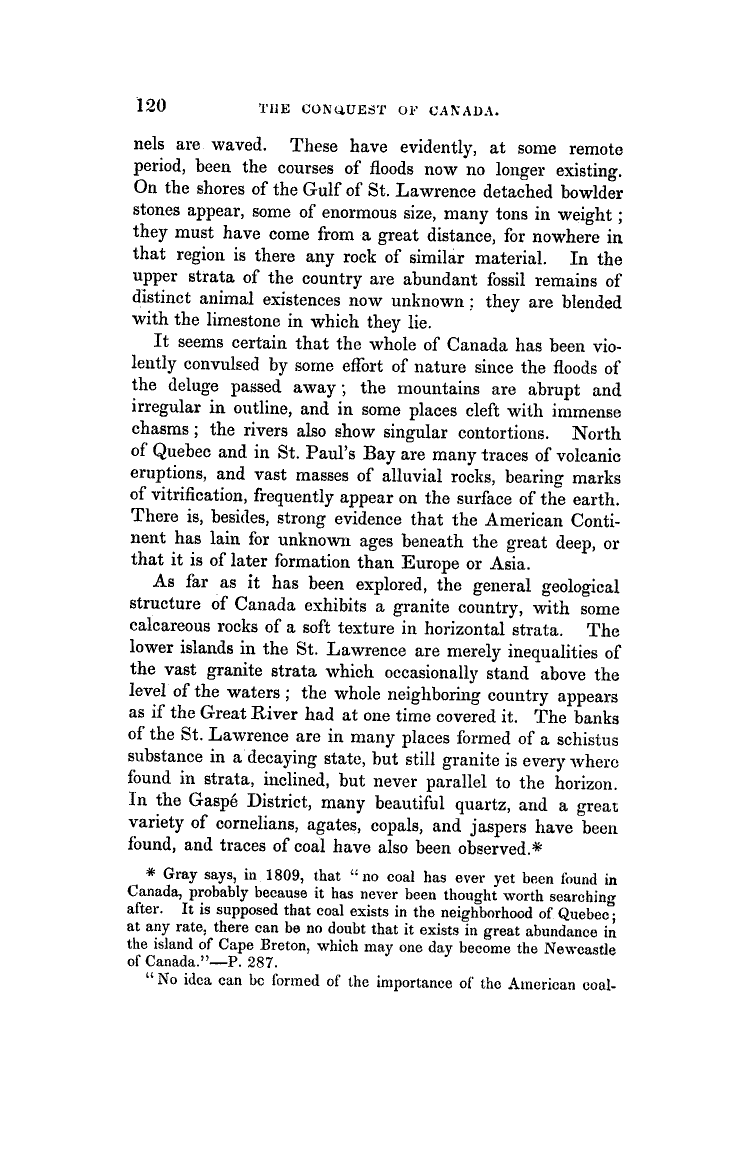 120 THE CONQUEST OF CANADA.
nels are waved. These have evidently, at some remote
period, been the courses of floods now no longer existing.
On the shores of the Gulf of St. Lawrence detached bowlder
stones appear, some of enormous size, many tons in weight ;
they must have come from a great distance, for nowhere in
that region is there any rock of similar material. In the
upper strata of the country are abundant fossil remains of
distinct animal existences now unknown ; they are blended
with the limestone in which they lie.
It seems certain that the whole of Canada has been vio-
lently convulsed by some effort of nature since the floods of
the deluge passed away ; the mountains are abrupt and
irregular in outline, and in some places cleft with immense
chasms ; the rivers also show singular contortions. North
of Quebec and in St. Paul's Bay are many traces of volcanic
eruptions, and vast masses of alluvial rocks, bearing marks
of vitrification, frequently appear on the surface of the earth.
There is, besides, strong evidence that the American Conti-
nent has lain for unknown ages beneath the great deep, or
that it is of later formation than Europe or Asia.
As far as it has been explored, the general geological
structure of Canada exhibits a granite country, with some
calcareous rocks of a soft texture in horizontal strata. The
lower islands in the St. Lawrence are merely inequalities of
the vast granite strata which occasionally stand above the
level of the waters ; the whole neighboring country appears
as if the Great River had at one time covered it. The banks
of the St. Lawrence are in many places formed of a schistus
substance in a decaying state, but still granite is every where
found in strata, inclined, but never parallel to the horizon.
In the Gaspé District, many beautiful quartz, and a great
variety of cornelians, agates, copals, and jaspers have been
found, and traces of coal have also been observed.*
* Gray says, in 1809, that "no coal has ever yet been found in
Canada, probably because it has never been thought worth searching
after. It is supposed that coal exists in the neighborhood of Quebec ;
at any rate, there can be no doubt that it exists in great abundance in
the island of Cape Breton, which may one day become the Newcastle
of Canada."—P. 287.
"No idea can be formed of the importance of the American coal-